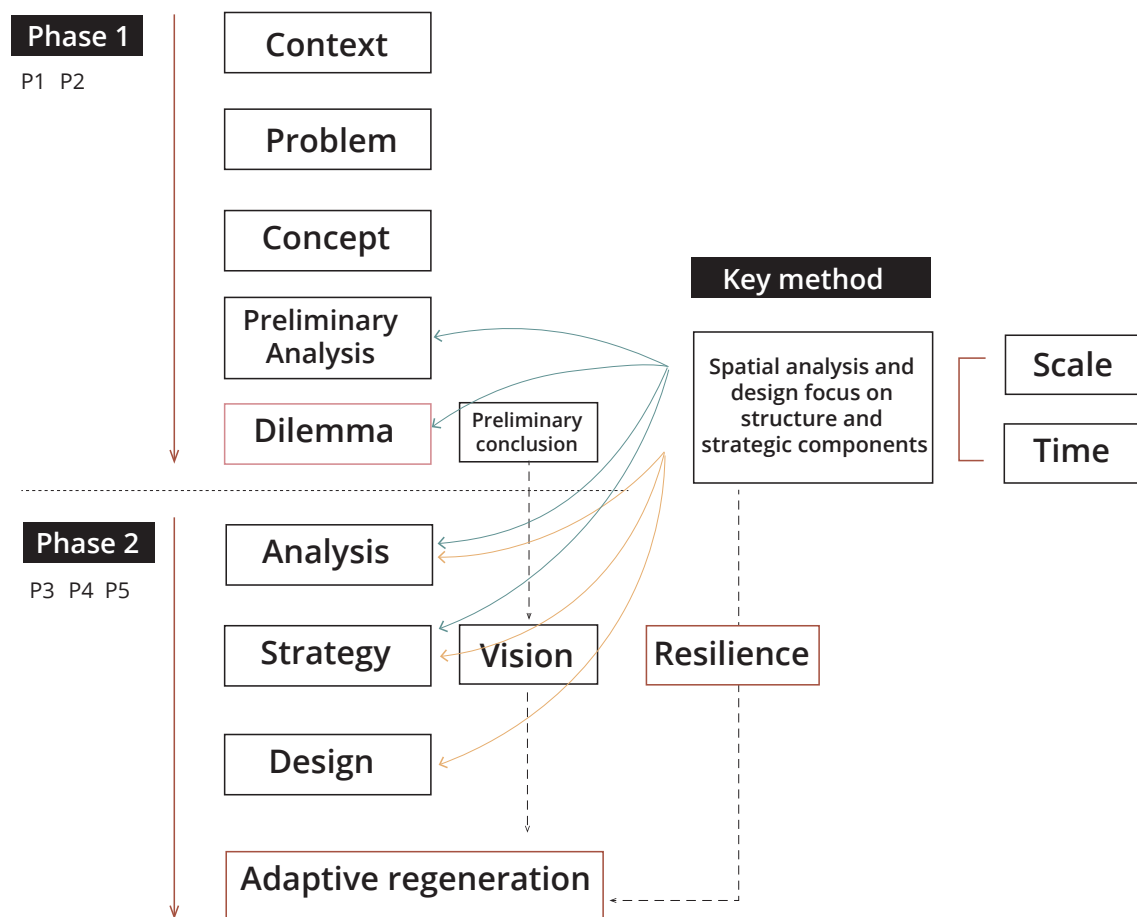 Phase 1
P1 P2
Context
Problem
Concept
Preliminary
Analysis
Dilemma
Preliminary
conclusion
Key method
Spatial analysis and
design focus on
structure and
strategic components
Scale
Time
Phase 2
P3 P4 P5
Analysis
Strategy
Vision
Resilience
Design
Adaptive regeneration